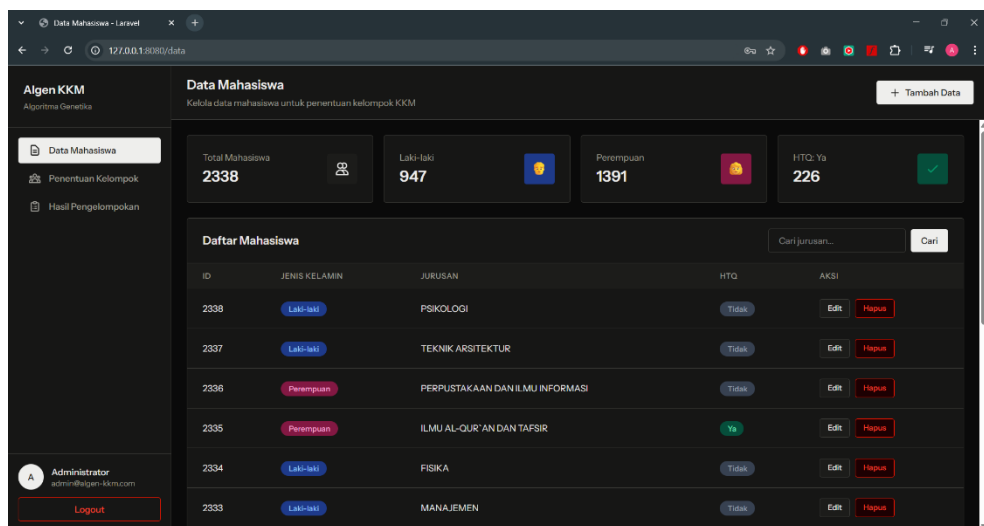 Data Mahasiswa - Laravel
127.0.0.1:8080/data
A
Algen KKM
Algoritma Genetika
Data Mahasiswa
Penentuan Kelompok
Hasil Pengelompokan
A
Administrator
admin@algen-kkm.com
Logout
Data Mahasiswa
Kelola data mahasiswa untuk penentuan kelompok KKM
+ Tambah Data
Total Mahasiswa
2338
Laki-laki
947
Perempuan
1391
HTQ: Ya
226
Daftar Mahasiswa
Cari jurusan...
Cari
ID JENIS KELAMIN JURUSAN HTQ AKSI
2338 Laki-laki PSIKOLOGI Tidak Edit Hapus
2337 Laki-laki TEKNIK ARSITEKTUR Tidak Edit Hapus
2336 Perempuan PERPUSTAKAAN DAN ILMU INFORMASI Tidak Edit Hapus
2335 Perempuan ILMU AL-QUR`AN DAN TAFSIR Ya Edit Hapus
2334 Laki-laki FISIKA Tidak Edit Hapus
2333 Laki-laki MANAJEMEN Tidak Edit Hapus